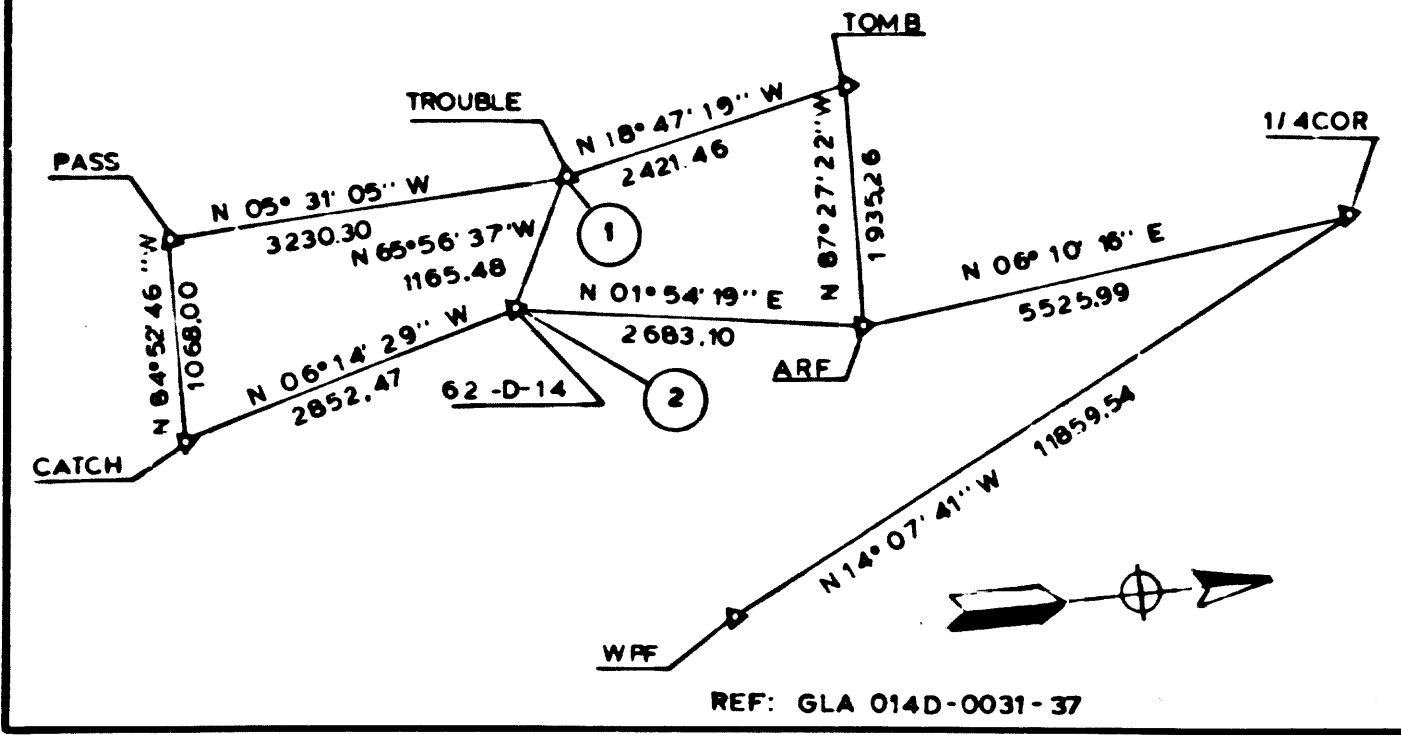 TOMB
TROUBLE
1/4COR
PASS
N 18° 47' 19'' W
2421.46
N 05° 31' 05'' W
3230.30
N 87° 27' 22'' W
1935.26
N 65° 56' 37'' W
1165.48
1
N 84° 52' 46'' W
1068.00
N 01° 54' 19'' E
2683.10
N 06° 10' 16'' E
5525.99
N 06° 14' 29'' W
2852.47
62-D-14
2
ARF
CATCH
11859.54
N 14° 07' 41'' W
WPF
REF: GLA 014D-0031-37